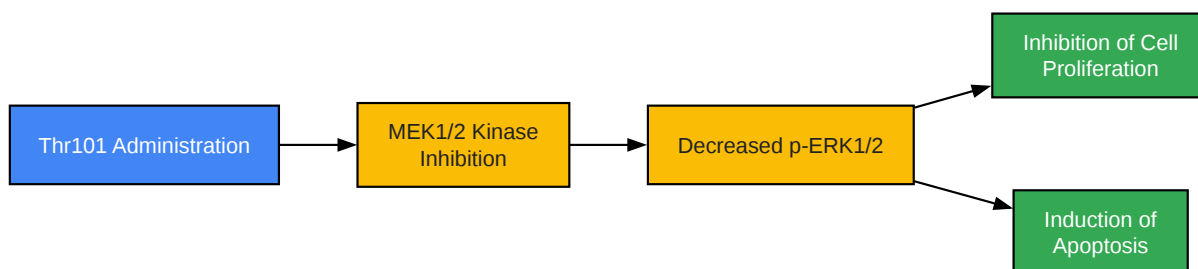 Thr101 Administration
MEK1/2 Kinase
Inhibition
Decreased p-ERK1/2
Inhibition of Cell
Proliferation
Induction of
Apoptosis